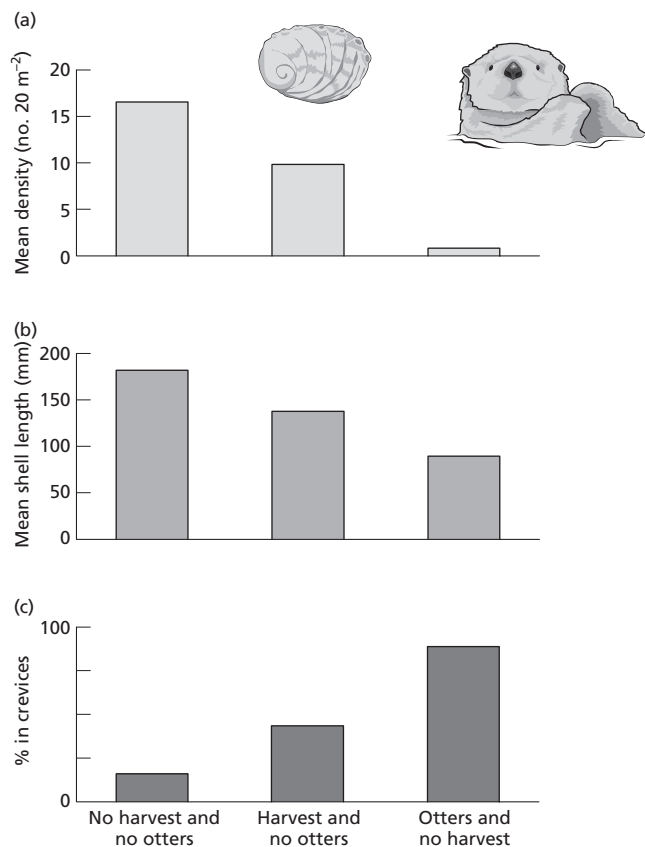 (a)
Mean density (no. 20 m⁻²)
20
15
10
5
0
(b)
Mean shell length (mm)
200
150
100
50
0
(c)
% in crevices
100
0
No harvest and
no otters
Harvest and
no otters
Otters and
no harvest